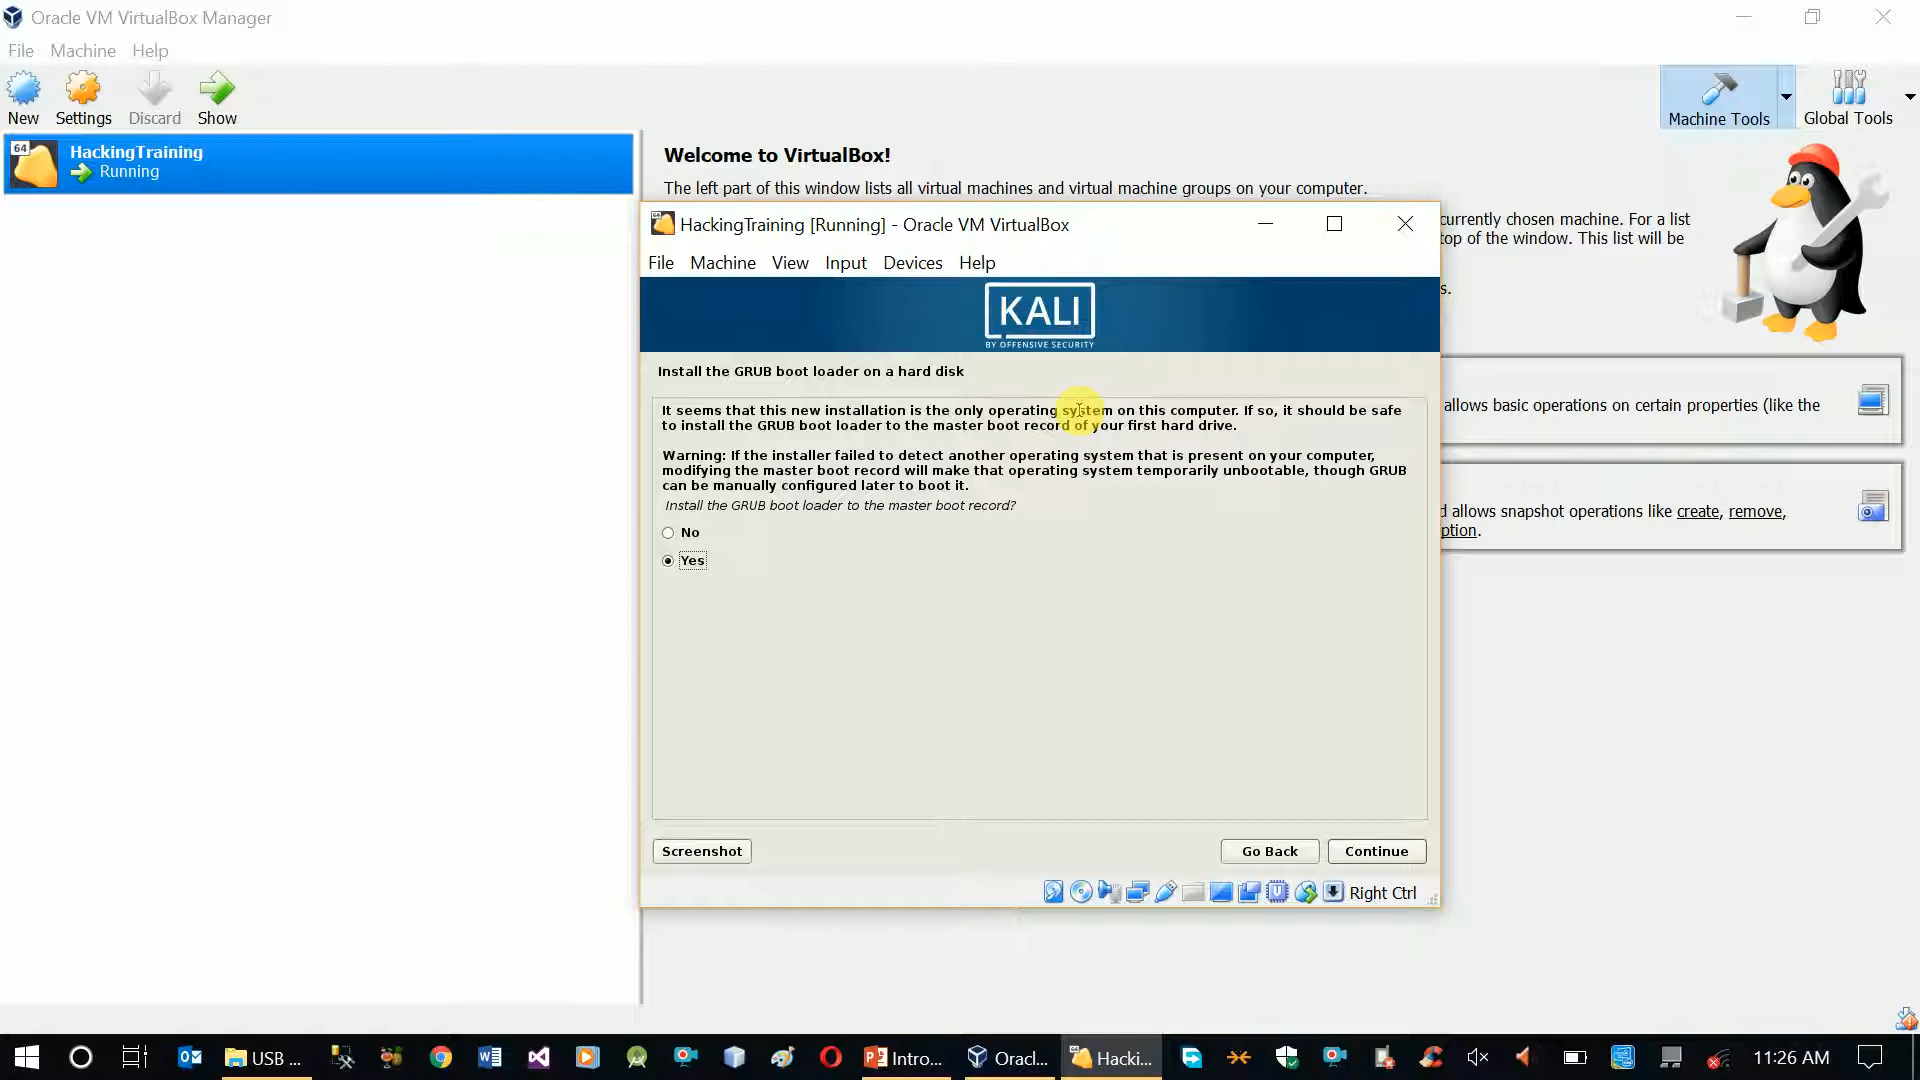 Oracle VM VirtualBox Manager
File Machine Help
New Settings Discard Show
Machine Tools Global Tools
64 HackingTraining
Running
Welcome to VirtualBox!
The left part of this window lists all virtual machines and virtual machine groups on your computer.
currently chosen machine. For a list
top of the window. This list will be
s.
HackingTraining [Running] - Oracle VM VirtualBox
File Machine View Input Devices Help
KALI
BY OFFENSIVE SECURITY
Install the GRUB boot loader on a hard disk
It seems that this new installation is the only operating system on this computer. If so, it should be safe
to install the GRUB boot loader to the master boot record of your first hard drive.
Warning: If the installer failed to detect another operating system that is present on your computer,
modifying the master boot record will make that operating system temporarily unbootable, though GRUB
can be manually configured later to boot it.
Install the GRUB boot loader to the master boot record?
No
Yes
allows basic operations on certain properties (like the
d allows snapshot operations like create, remove,
ption.
Screenshot Go Back Continue
Right Ctrl
USB ... Intro... Oracl... Hacki... 11:26 AM